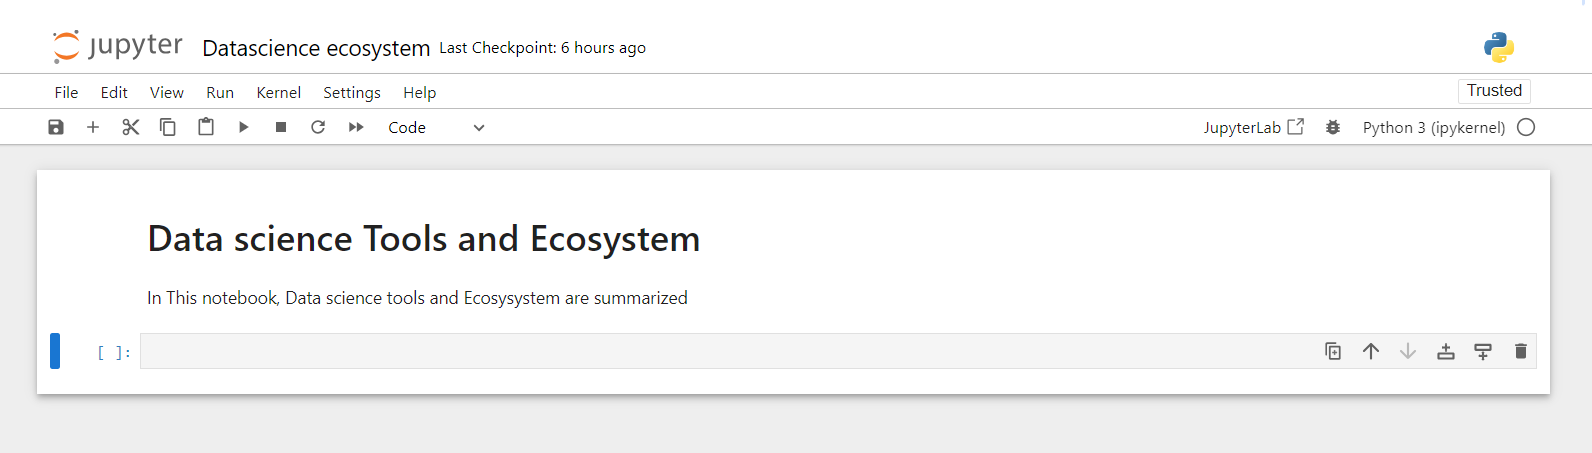 jupyter Datascience ecosystem Last Checkpoint: 6 hours ago
File Edit View Run Kernel Settings Help Trusted
Code JupyterLab Python 3 (ipykernel)
Data science Tools and Ecosystem
In This notebook, Data science tools and Ecosysystem are summarized
[ ]: